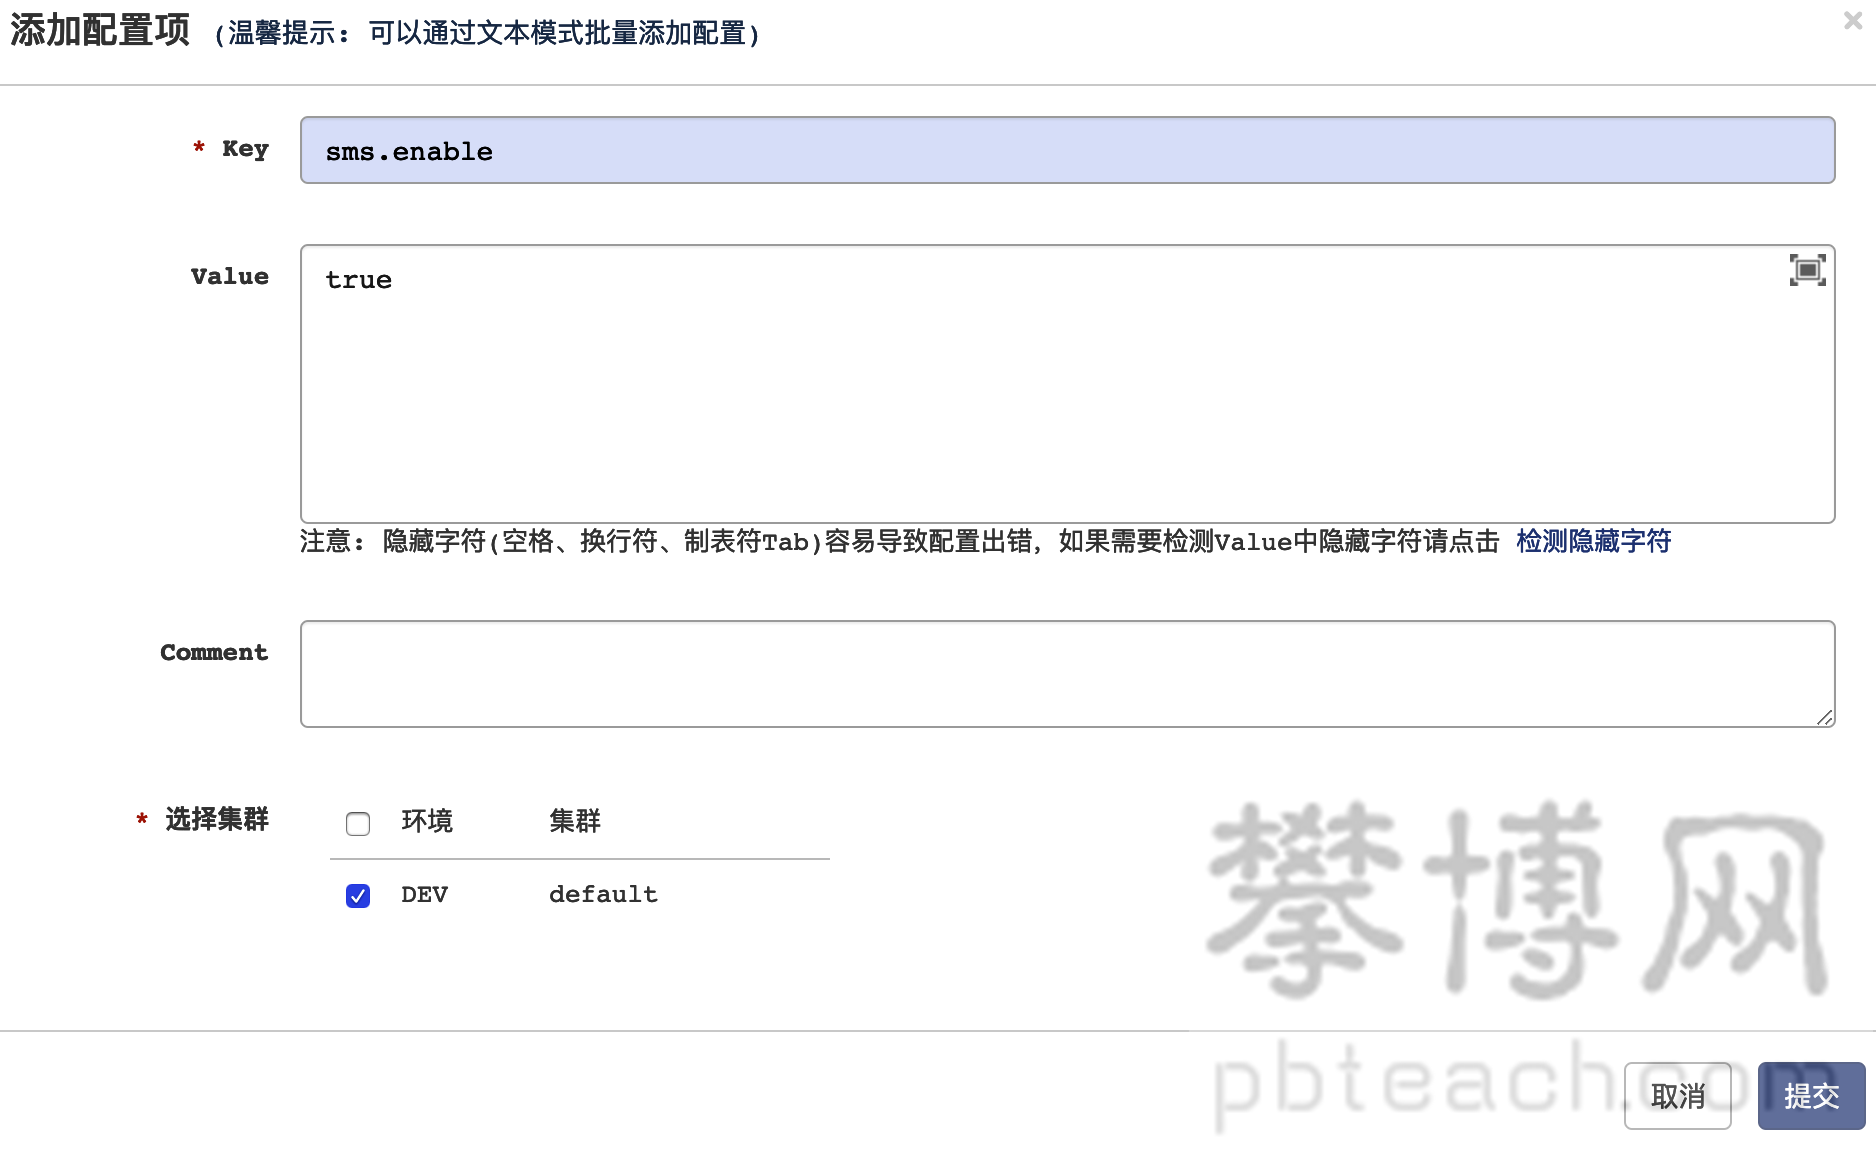 添加配置项 (温馨提示: 可以通过文本模式批量添加配置)
×
* Key
sms.enable
Value
true
注意: 隐藏字符(空格、换行符、制表符Tab)容易导致配置出错, 如果需要检测Value中隐藏字符请点击 检测隐藏字符
Comment
* 选择集群
环境 集群
DEV default
攀博网
pbteach.com
取消 提交